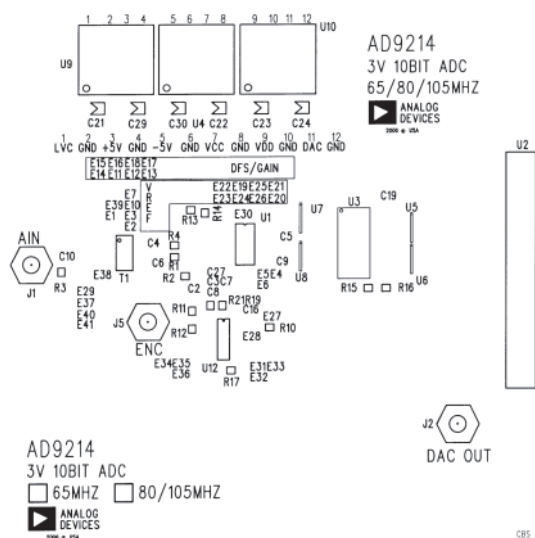 1 2 3 4 5 6 7 8 9 10 11 12
U9 U10
C21 C29 C30 U4 C22 C23 C24
AD9214
3V 10BIT ADC
65/80/105MHZ
ANALOG
DEVICES
2000 © USA
1 2 3 4 5 6 7 8 9 10 11 12
LVC GND +5V GND -5V GND VCC GND VDD GND DAC GND
E15 E16 E18 E17
E14 E11 E12 E13
DFS/GAIN
U2
E7
E39 E10
E1 E3
E2
VREF
E22 E19 E25 E21
E23 E24 E26 E20
R13 R14
E30 U1
U7
U3
C19
U5
AIN
C10
J1
R3
E38
T1
R4
C4
C6
R1
R2
C2
C27
C3 C7
C8
C5
C9
U8
E5 E4
E6
R15 R16
U6
E29
E37
E40
E41
J5
ENC
R11
R12
R21 R19
C16
E27
R10
E28
U12
R17
E34 E35
E36
E31 E33
E32
J2
DAC OUT
AD9214
3V 10BIT ADC
65MHZ 80/105MHZ
ANALOG
DEVICES
2000 © USA
CBS